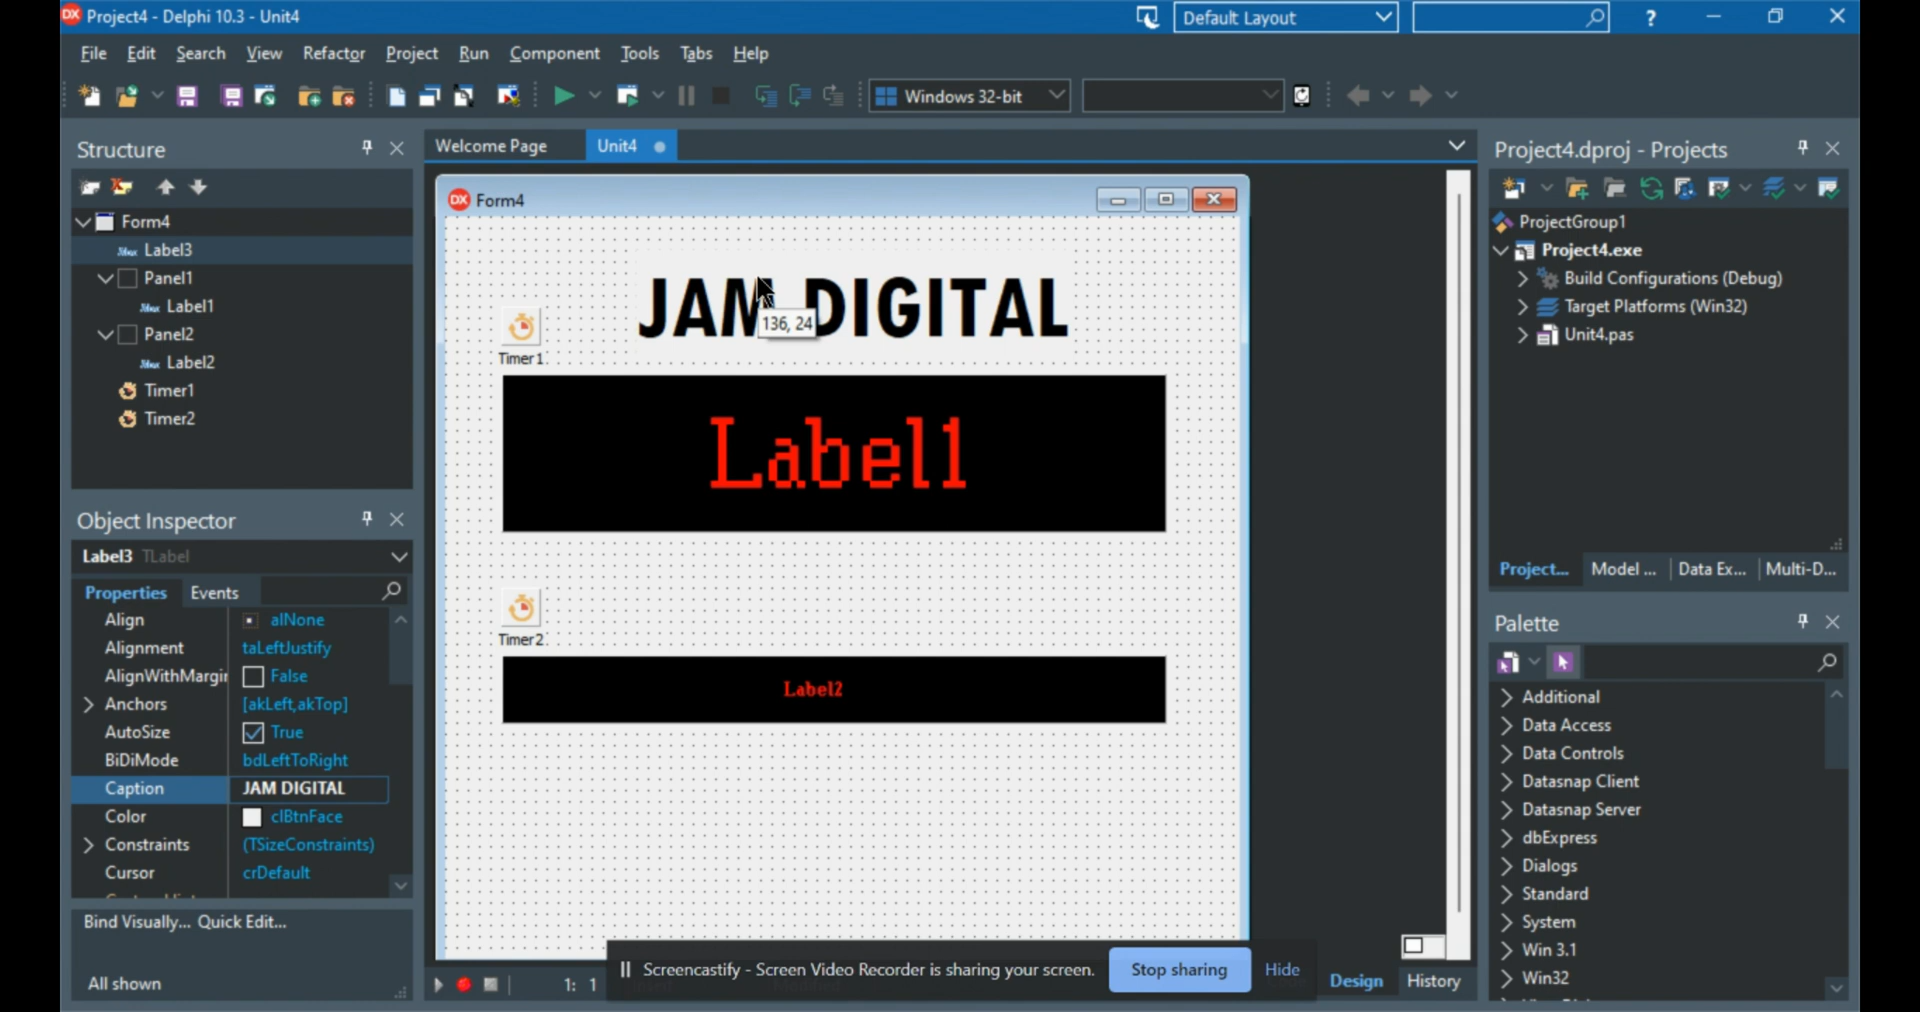 Project4 - Delphi 10.3 - Unit4
Default Layout
?
File Edit Search View Refactor Project Run Component Tools Tabs Help
Windows 32-bit
Structure
Form4
Label3
Panel1
Label1
Panel2
Label2
Timer1
Timer2
Object Inspector
Label3 TLabel
Properties Events
Align alNone
Alignment taLeftJustify
AlignWithMargin False
Anchors [akLeft,akTop]
AutoSize True
BiDiMode bdLeftToRight
Caption JAM DIGITAL
Color clBtnFace
Constraints (TSizeConstraints)
Cursor crDefault
Bind Visually... Quick Edit...
All shown
Welcome Page Unit4
Form4
JAM DIGITAL
136, 24
Timer1
Label1
Timer2
Label2
1: 1
Screencastify - Screen Video Recorder is sharing your screen. Stop sharing Hide
Design History
Project4.dproj - Projects
ProjectGroup1
Project4.exe
Build Configurations (Debug)
Target Platforms (Win32)
Unit4.pas
Project... Model ... Data Ex... Multi-D...
Palette
Additional
Data Access
Data Controls
Datasnap Client
Datasnap Server
dbExpress
Dialogs
Standard
System
Win 3.1
Win32